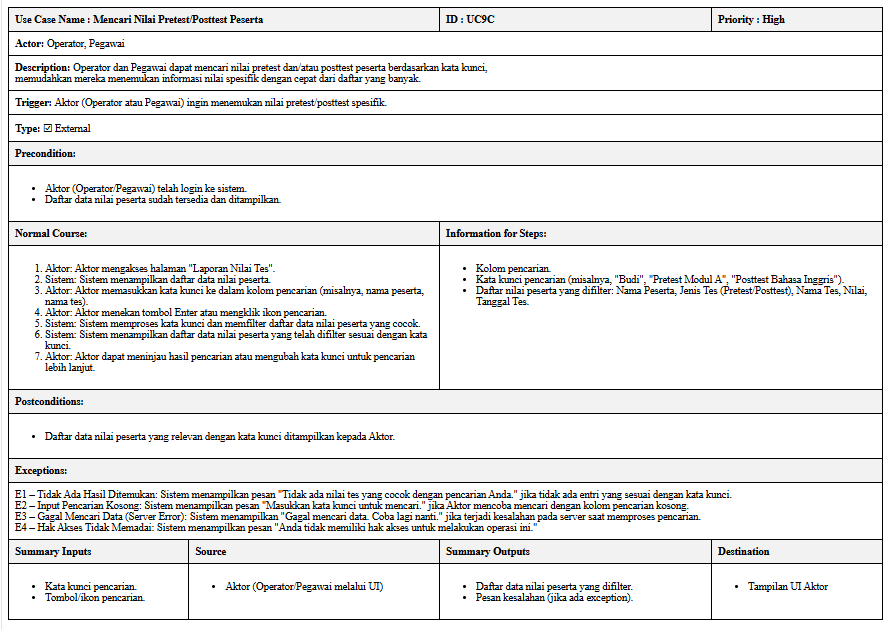 Use Case Name : Mencari Nilai Pretest/Posttest Peserta
ID : UC9C
Priority : High
Actor: Operator, Pegawai
Description: Operator dan Pegawai dapat mencari nilai pretest dan/atau posttest peserta berdasarkan kata kunci,
memudahkan mereka menemukan informasi nilai spesifik dengan cepat dari daftar yang banyak.
Trigger: Aktor (Operator atau Pegawai) ingin menemukan nilai pretest/posttest spesifik.
Type: ☑ External
Precondition:
• Aktor (Operator/Pegawai) telah login ke sistem.
• Daftar data nilai peserta sudah tersedia dan ditampilkan.
Normal Course:
1. Aktor: Aktor mengakses halaman "Laporan Nilai Tes".
2. Sistem: Sistem menampilkan daftar data nilai peserta.
3. Aktor: Aktor memasukkan kata kunci ke dalam kolom pencarian (misalnya, nama peserta,
nama tes).
4. Aktor: Aktor menekan tombol Enter atau mengklik ikon pencarian.
5. Sistem: Sistem memproses kata kunci dan memfilter daftar data nilai peserta yang cocok.
6. Sistem: Sistem menampilkan daftar data nilai peserta yang telah difilter sesuai dengan kata
kunci.
7. Aktor: Aktor dapat meninjau hasil pencarian atau mengubah kata kunci untuk pencarian
lebih lanjut.
Information for Steps:
• Kolom pencarian.
• Kata kunci pencarian (misalnya, "Budi", "Pretest Modul A", "Posttest Bahasa Inggris").
• Daftar nilai peserta yang difilter: Nama Peserta, Jenis Tes (Pretest/Posttest), Nama Tes, Nilai,
Tanggal Tes.
Postconditions:
• Daftar data nilai peserta yang relevan dengan kata kunci ditampilkan kepada Aktor.
Exceptions:
E1 – Tidak Ada Hasil Ditemukan: Sistem menampilkan pesan "Tidak ada nilai tes yang cocok dengan pencarian Anda." jika tidak ada entri yang sesuai dengan kata kunci.
E2 – Input Pencarian Kosong: Sistem menampilkan pesan "Masukkan kata kunci untuk mencari." jika Aktor mencoba mencari dengan kolom pencarian kosong.
E3 – Gagal Mencari Data (Server Error): Sistem menampilkan "Gagal mencari data. Coba lagi nanti." jika terjadi kesalahan pada server saat memproses pencarian.
E4 – Hak Akses Tidak Memadai: Sistem menampilkan pesan "Anda tidak memiliki hak akses untuk melakukan operasi ini."
Summary Inputs
• Kata kunci pencarian.
• Tombol/ikon pencarian.
Source
• Aktor (Operator/Pegawai melalui UI)
Summary Outputs
• Daftar data nilai peserta yang difilter.
• Pesan kesalahan (jika ada exception).
Destination
• Tampilan UI Aktor